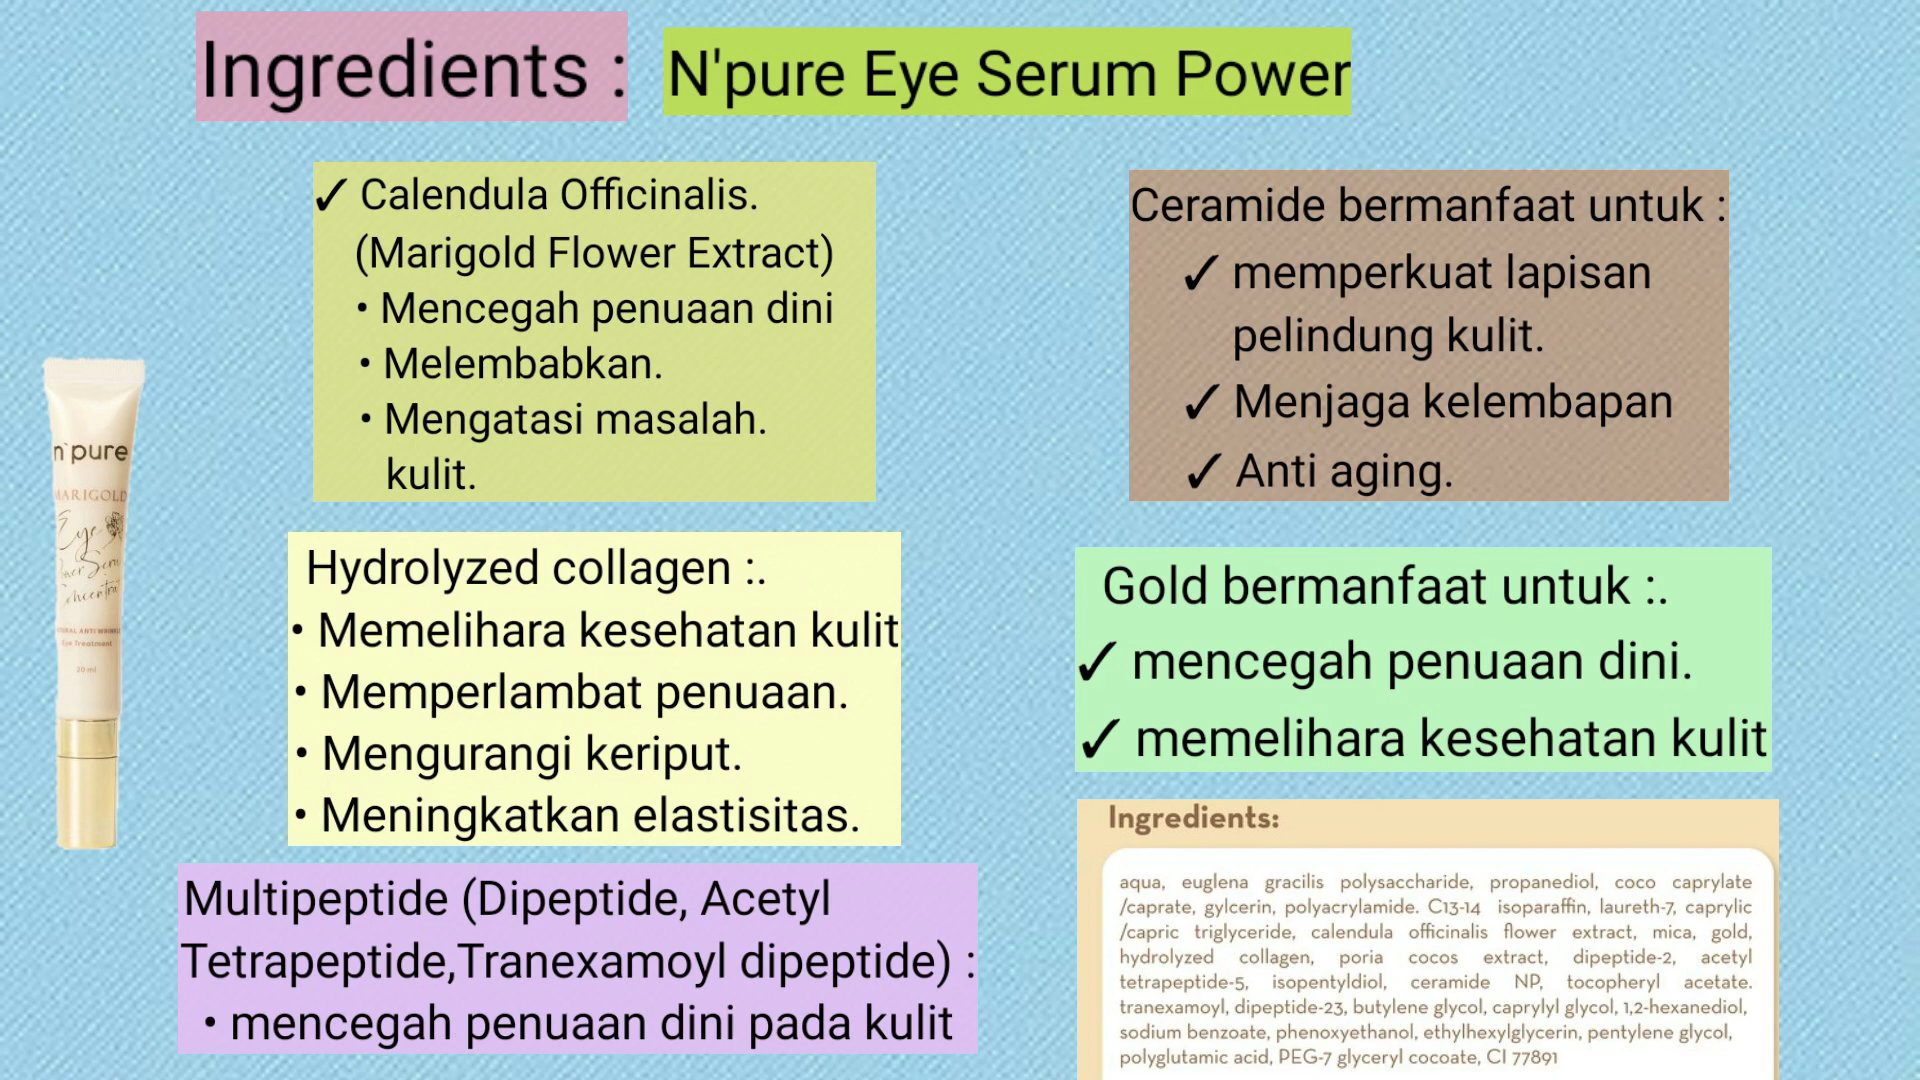 Ingredients :
N'pure Eye Serum Power
✓ Calendula Officinalis.
(Marigold Flower Extract)
• Mencegah penuaan dini
• Melembabkan.
• Mengatasi masalah.
kulit.
Ceramide bermanfaat untuk :
✓ memperkuat lapisan
pelindung kulit.
✓ Menjaga kelembapan
✓ Anti aging.
n'pure
MARIGOLD
Eye
Eye Treatment
20 ml
Hydrolyzed collagen :.
• Memelihara kesehatan kulit
• Memperlambat penuaan.
• Mengurangi keriput.
• Meningkatkan elastisitas.
Gold bermanfaat untuk :.
✓ mencegah penuaan dini.
✓ memelihara kesehatan kulit
Multipeptide (Dipeptide, Acetyl
Tetrapeptide,Tranexamoyl dipeptide) :
• mencegah penuaan dini pada kulit
Ingredients:
aqua, euglena gracilis polysaccharide, propanediol, coco caprylate
/caprate, gylcerin, polyacrylamide. C13-14 isoparaffin, laureth-7, caprylic
/capric triglyceride, calendula officinalis flower extract, mica, gold,
hydrolyzed collagen, poria cocos extract, dipeptide-2, acetyl
tetrapeptide-5, isopentyldiol, ceramide NP, tocopheryl acetate.
tranexamoyl, dipeptide-23, butylene glycol, caprylyl glycol, 1,2-hexanediol,
sodium benzoate, phenoxyethanol, ethylhexylglycerin, pentylene glycol,
polyglutamic acid, PEG-7 glyceryl cocoate, CI 77891